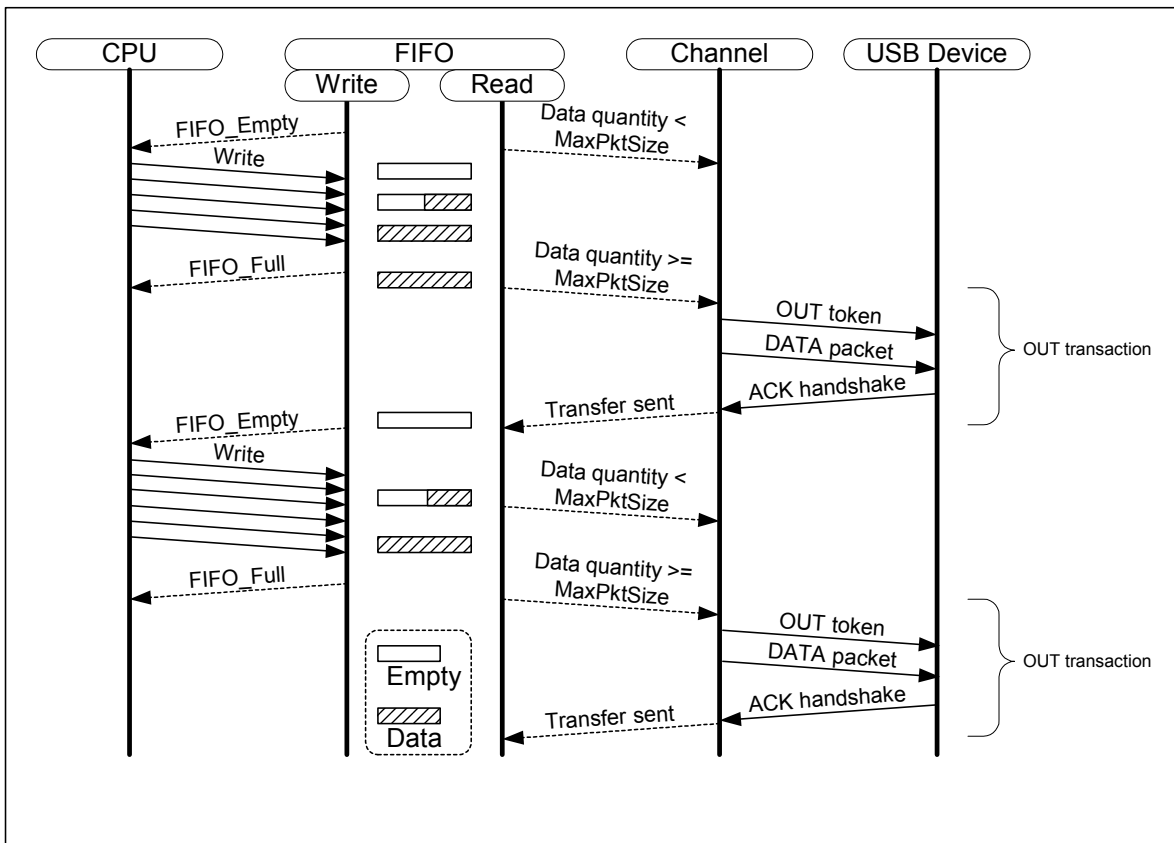 CPU
FIFO
Channel
USB Device
Write
Read
FIFO_Empty
Data quantity <
MaxPktSize
Write
FIFO_Full
Data quantity >=
MaxPktSize
OUT token
DATA packet
OUT transaction
ACK handshake
Transfer sent
FIFO_Empty
Write
Data quantity <
MaxPktSize
FIFO_Full
Data quantity >=
MaxPktSize
OUT token
DATA packet
OUT transaction
Empty
ACK handshake
Transfer sent
Data